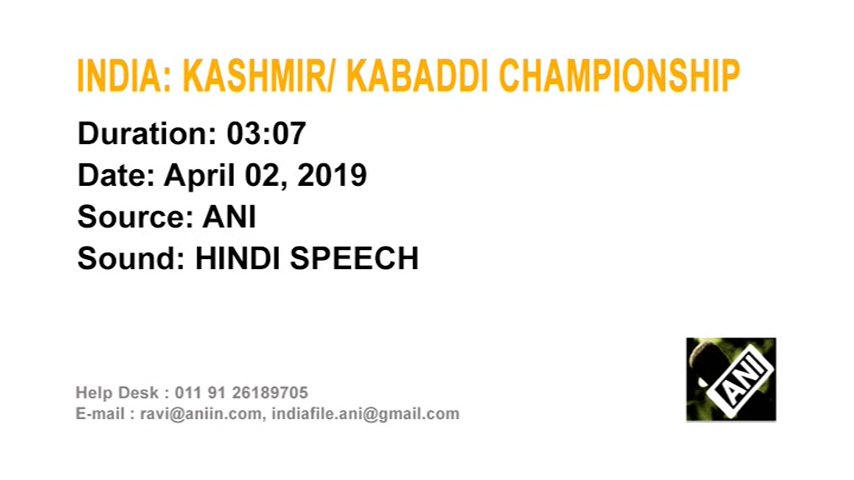 INDIA: KASHMIR/ KABADDI CHAMPIONSHIP
Duration: 03:07
Date: April 02, 2019
Source: ANI
Sound: HINDI SPEECH
Help Desk : 011 91 26189705
E-mail : ravi@aniin.com, indiafile.ani@gmail.com
ANI